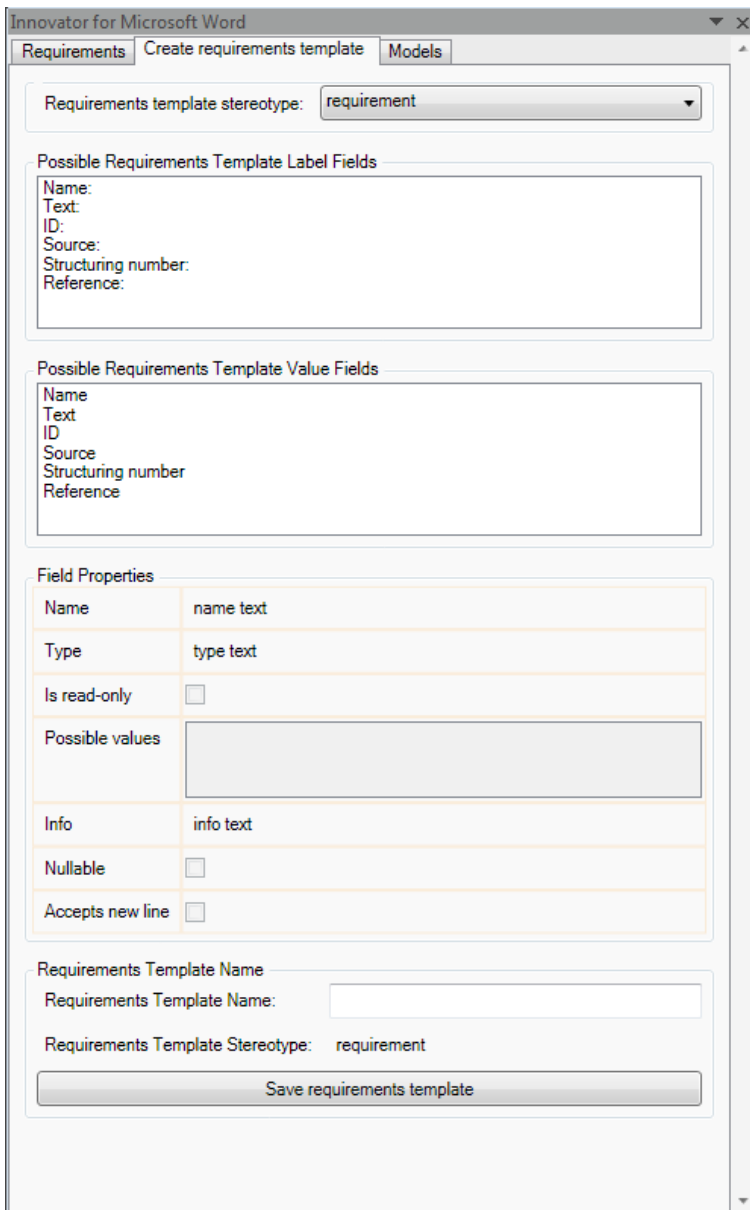 Innovator for Microsoft Word
Requirements Create requirements template Models
Requirements template stereotype: requirement
Possible Requirements Template Label Fields
Name:
Text:
ID:
Source:
Structuring number:
Reference:
Possible Requirements Template Value Fields
Name
Text
ID
Source
Structuring number
Reference
Field Properties
Name name text
Type type text
Is read-only
Possible values
Info info text
Nullable
Accepts new line
Requirements Template Name
Requirements Template Name:
Requirements Template Stereotype: requirement
Save requirements template